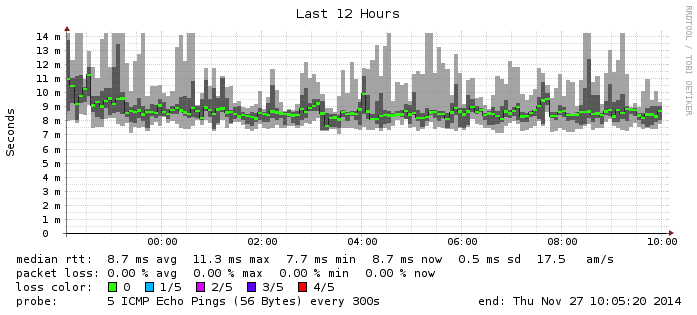 Last 12 Hours
RRDTOOL / TOBI OETIKER
Seconds
14 m
13 m
12 m
11 m
10 m
9 m
8 m
7 m
6 m
5 m
4 m
3 m
2 m
1 m
0
00:00 02:00 04:00 06:00 08:00 10:00
median rtt: 8.7 ms avg 11.3 ms max 7.7 ms min 8.7 ms now 0.5 ms sd 17.5 am/s
packet loss: 0.00 % avg 0.00 % max 0.00 % min 0.00 % now
loss color: 0 1/5 2/5 3/5 4/5
probe: 5 ICMP Echo Pings (56 Bytes) every 300s end: Thu Nov 27 10:05:20 2014